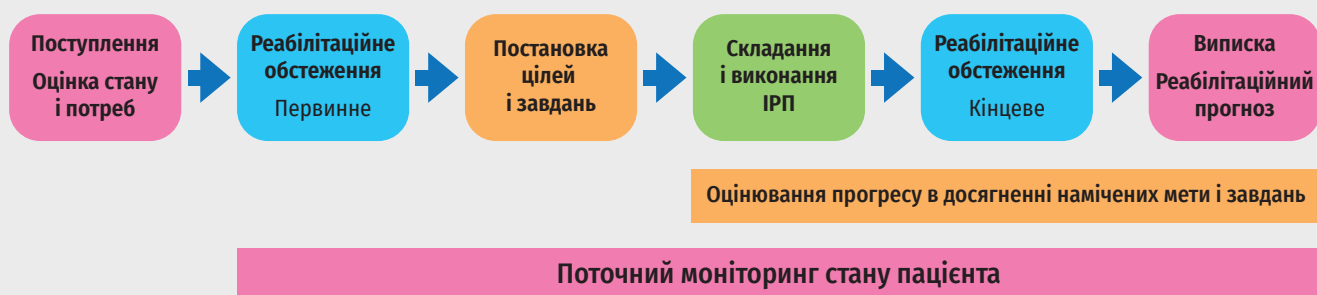 Поступлення
Оцінка стану
і потреб
Реабілітаційне
обстеження
Первинне
Постановка
цілей
і завдань
Складання
і виконання
ІРП
Реабілітаційне
обстеження
Кінцеве
Виписка
Реабілітаційний
прогноз
Оцінювання прогресу в досягненні намічених мети і завдань
Поточний моніторинг стану пацієнта